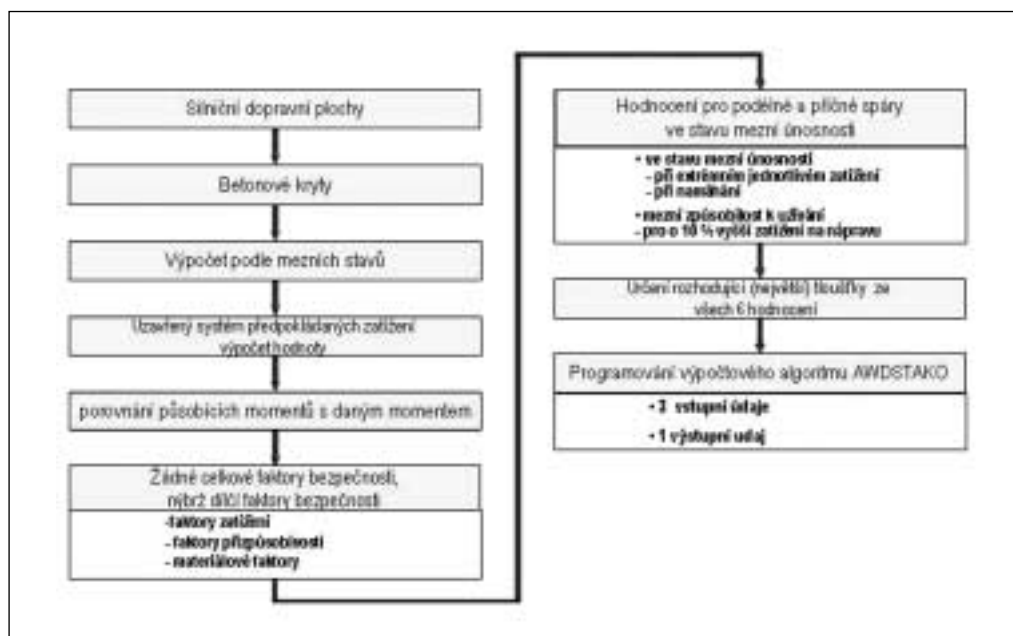 Silniční dopravní plochy
Betonové kryty
Výpočet podle mezních stavů
Uzavřený systém předpokládaných zatížení
výpočet hodnoty
porovnání působících momentů s daným momentem
Žádné celkové faktory bezpečnosti,
nýbrž dílčí faktory bezpečnosti
-faktory zatížení
- faktory přizpůsobivosti
- materiálové faktory
Hodnocení pro podélné a příčné spáry
ve stavu mezní únosnosti
• ve stavu mezní únosnosti
- při extrémním jednotlivém zatížení
- při namáhání
• mezní způsobilost k užívání
- pro o 10 % vyšší zatížení na nápravu
Určení rozhodující (největší) tloušťky ze
všech 6 hodnocení
Programování výpočtového algoritmu AWDSTAKO
• 3 vstupní údaje
• 1 výstupní udaj